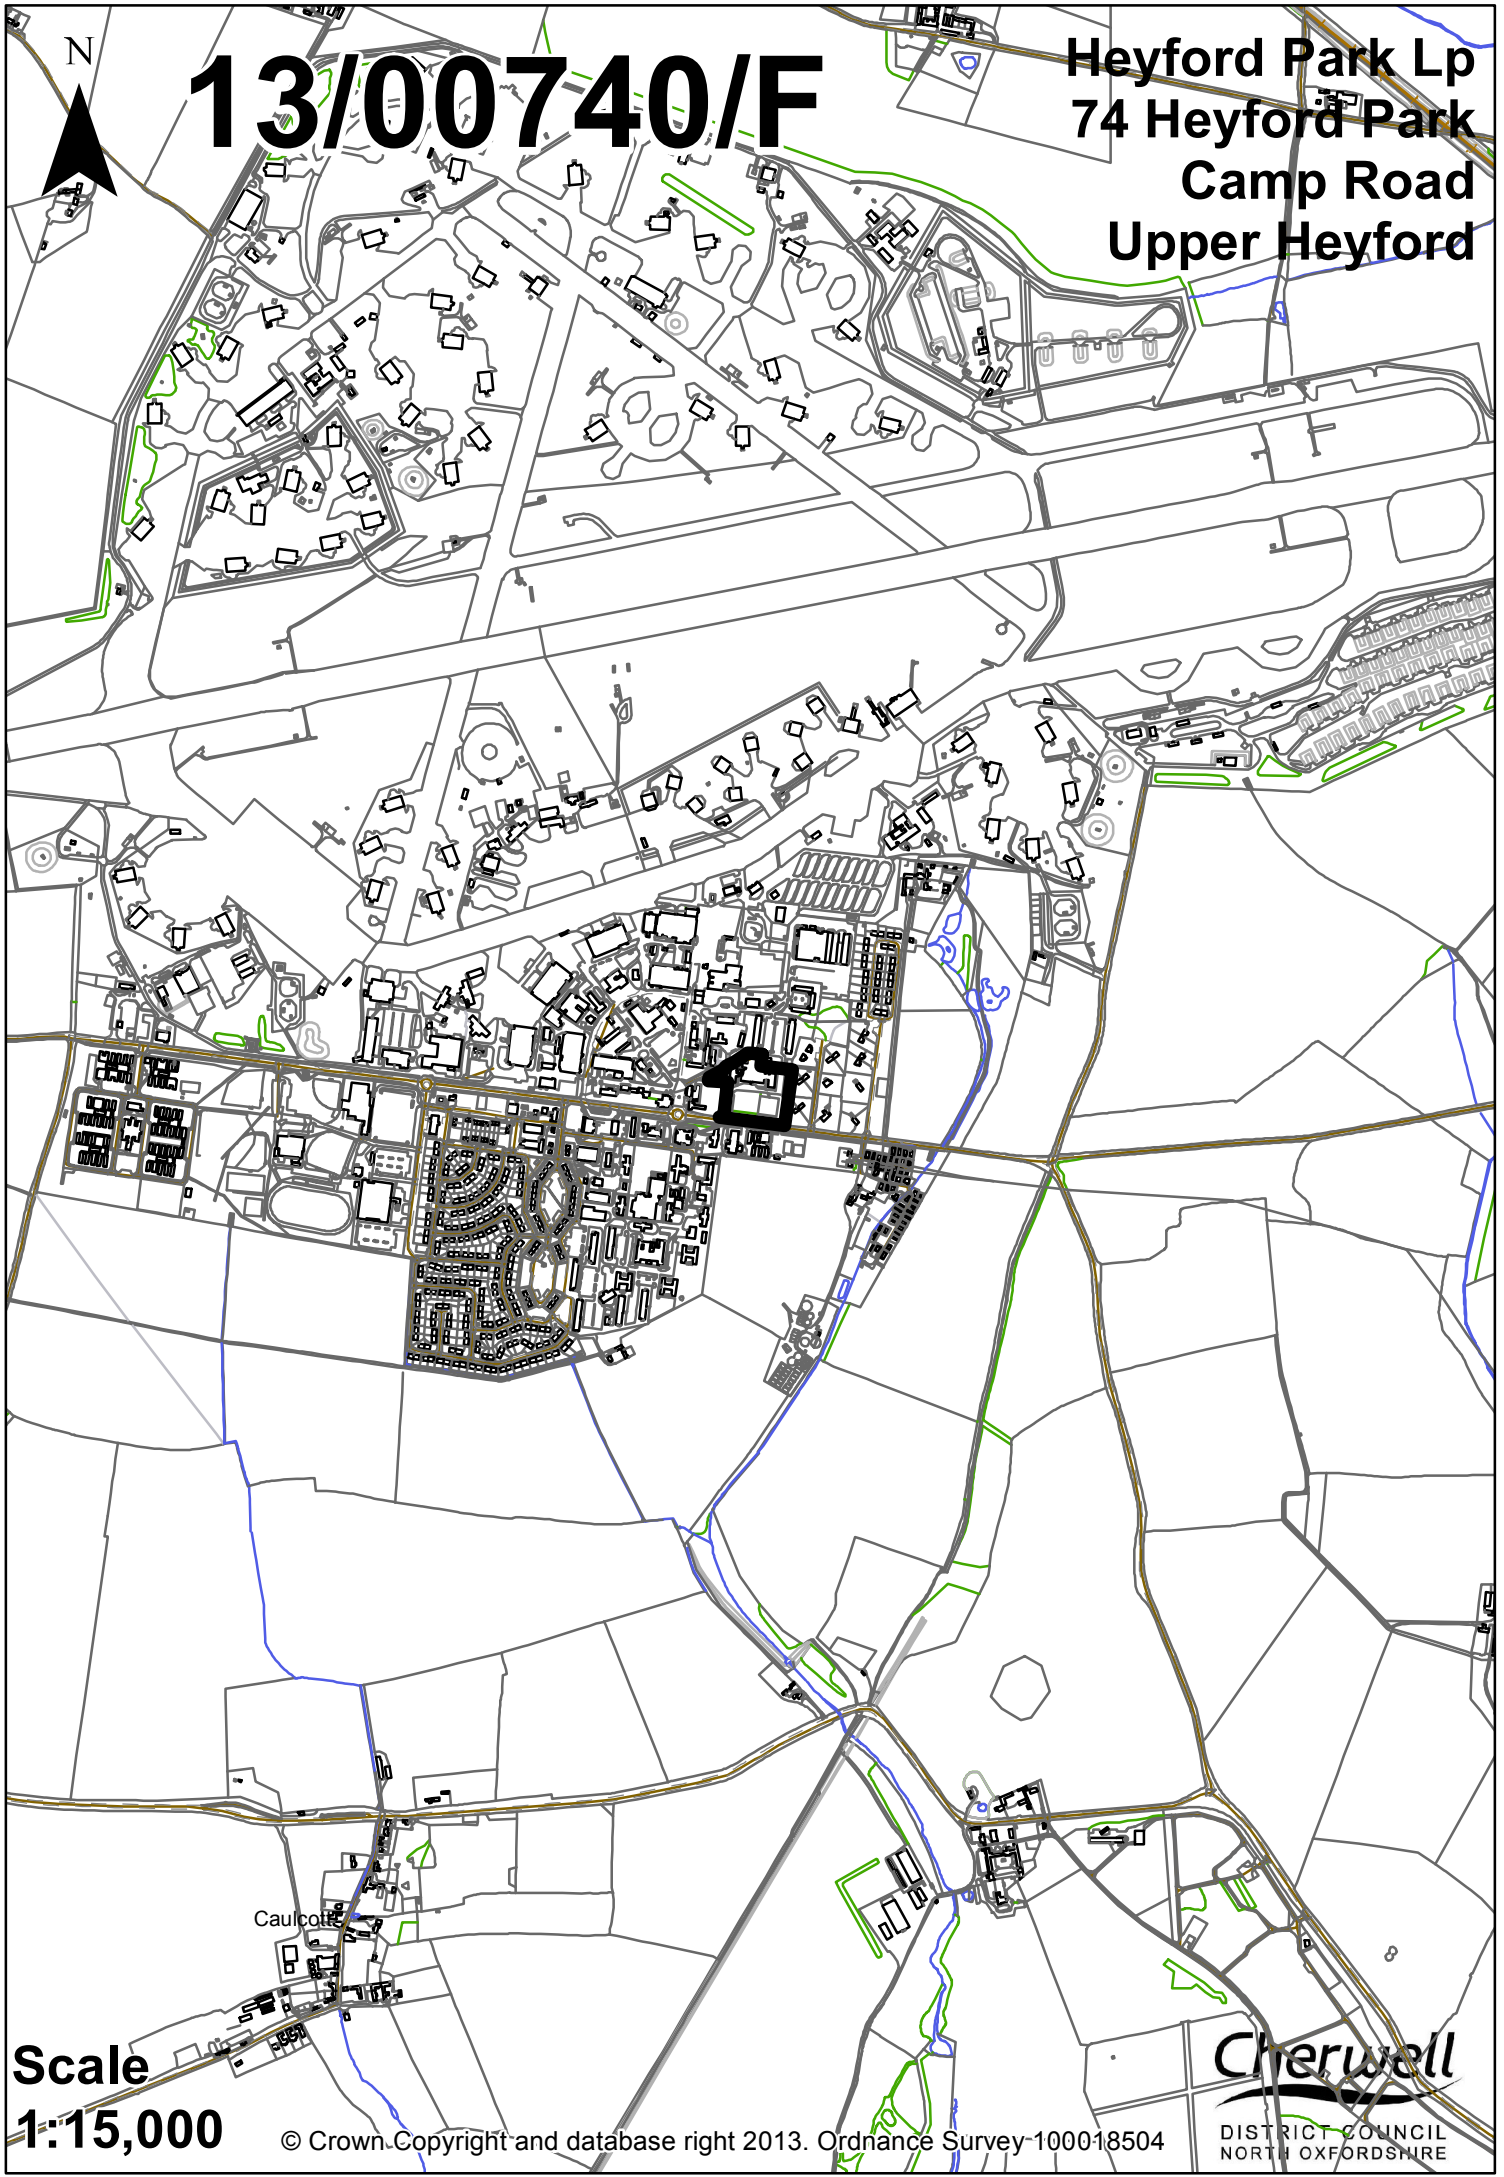 N
13/00740/F
Heyford Park Lp
74 Heyford Park
Camp Road
Upper Heyford
Caulcott
Scale
1:15,000
© Crown Copyright and database right 2013. Ordnance Survey 100018504
Cherwell
DISTRICT COUNCIL
NORTH OXFORDSHIRE